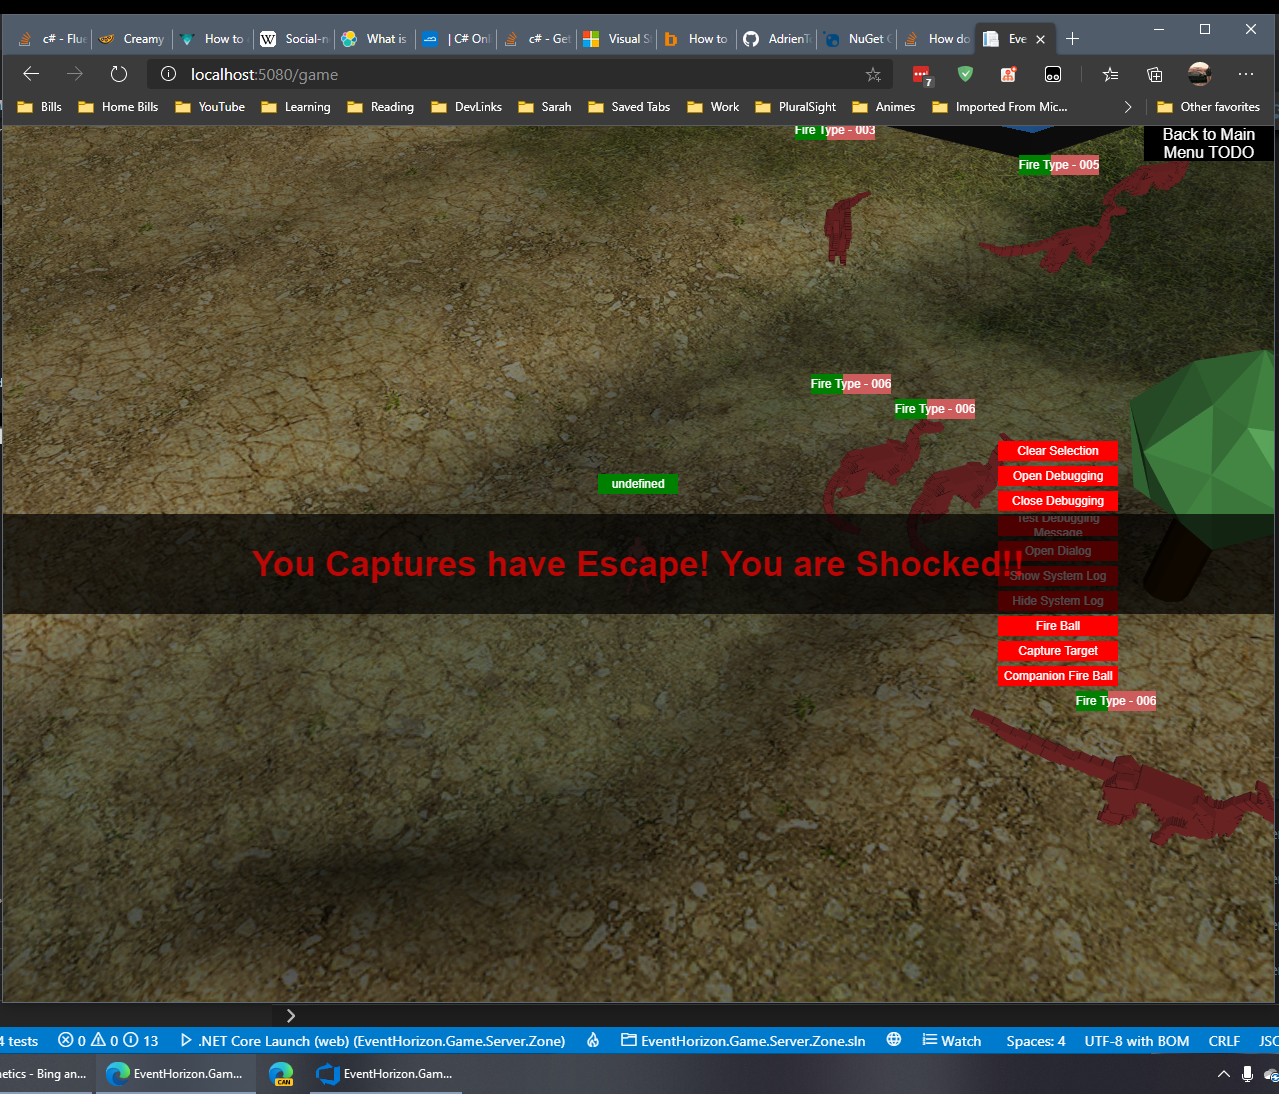 c# - Flue
Creamy
How to
Social-n
What is
| C# Onl
c# - Get
Visual S
How to
AdrienT
NuGet
How do
Eve
localhost:5080/game
7
Bills
Home Bills
YouTube
Learning
Reading
DevLinks
Sarah
Saved Tabs
Work
PluralSight
Animes
Imported From Mic...
Other favorites
Back to Main
Menu TODO
Fire Type - 003
Fire Type - 005
Fire Type - 006
Fire Type - 006
undefined
Clear Selection
Open Debugging
Close Debugging
Test Debugging
Message
Open Dialog
Show System Log
Hide System Log
You Captures have Escape! You are Shocked!!
Fire Ball
Capture Target
Companion Fire Ball
Fire Type - 006
4 tests
0
0
13
.NET Core Launch (web) (EventHorizon.Game.Server.Zone)
EventHorizon.Game.Server.Zone.sln
Watch
Spaces: 4
UTF-8 with BOM
CRLF
JSC
netics - Bing an...
EventHorizon.Gam...
CAN
EventHorizon.Gam...